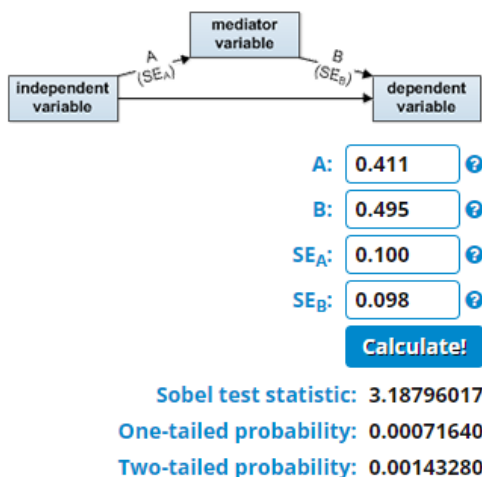 mediator
variable
A
(SEA)
B
(SEB)
independent
variable
dependent
variable
A: 0.411 ?
B: 0.495 ?
SEA: 0.100 ?
SEB: 0.098 ?
Calculate!
Sobel test statistic: 3.18796017
One-tailed probability: 0.00071640
Two-tailed probability: 0.00143280